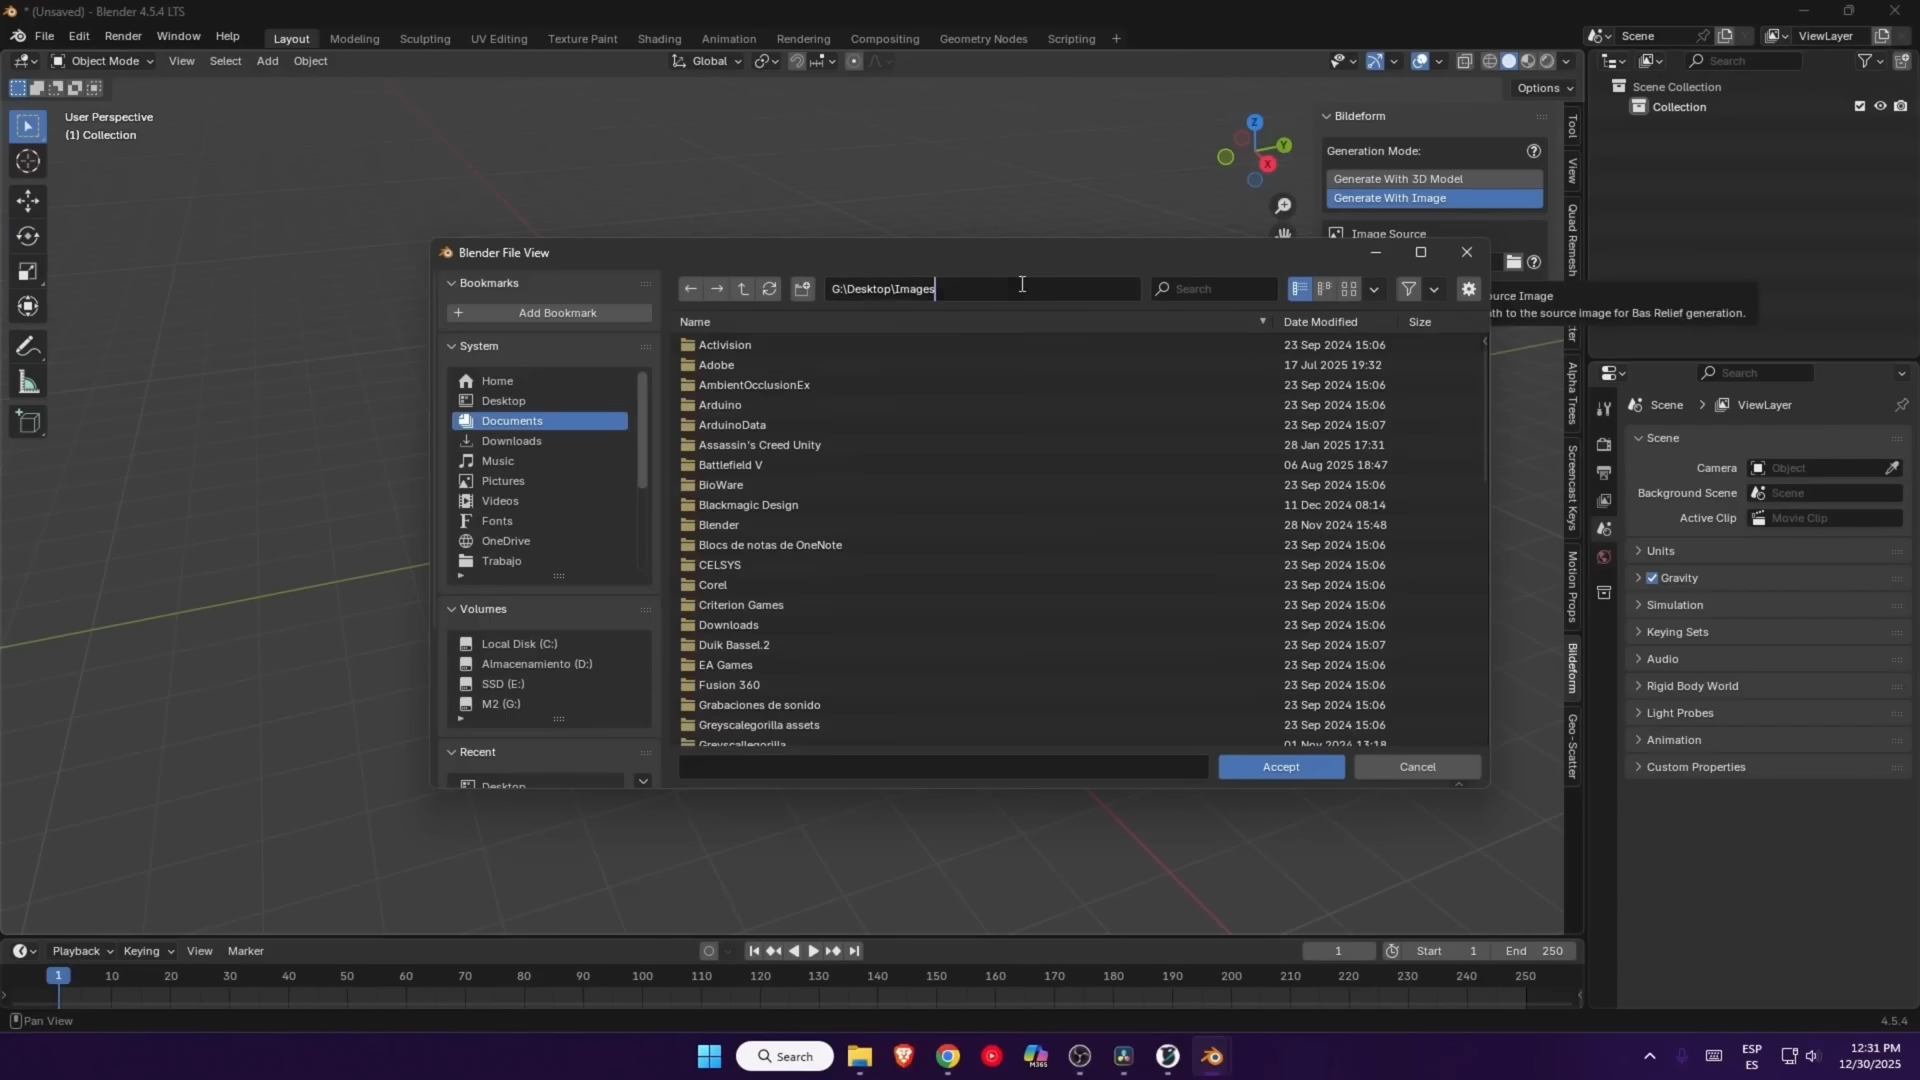 * (Unsaved) - Blender 4.5.4 LTS
File Edit Render Window Help
Layout Modeling Sculpting UV Editing Texture Paint Shading Animation Rendering Compositing Geometry Nodes Scripting +
Scene
ViewLayer
Object Mode View Select Add Object
Global
Search
Options
User Perspective
(1) Collection
Scene Collection
Collection
Z
Y
X
Bildeform
Generation Mode:
Generate With 3D Model
Generate With Image
Image Source
Tool
View
Quad Remesh
Alpha Trees
Screencast Keys
Motion Props
Bildeform
Geo-Scatter
Blender File View
Bookmarks
Add Bookmark
System
Home
Desktop
Documents
Downloads
Music
Pictures
Videos
Fonts
OneDrive
Trabajo
Volumes
Local Disk (C:)
Almacenamiento (D:)
SSD (E:)
M2 (G:)
Recent
Desktop
G:\Desktop\Images
Search
Name Date Modified Size
Activision 23 Sep 2024 15:06
Adobe 17 Jul 2025 19:32
AmbientOcclusionEx 23 Sep 2024 15:06
Arduino 23 Sep 2024 15:06
ArduinoData 23 Sep 2024 15:07
Assassin's Creed Unity 28 Jan 2025 17:31
Battlefield V 06 Aug 2025 18:47
BioWare 23 Sep 2024 15:06
Blackmagic Design 11 Dec 2024 08:14
Blender 28 Nov 2024 15:48
Blocs de notas de OneNote 23 Sep 2024 15:06
CELSYS 23 Sep 2024 15:06
Corel 23 Sep 2024 15:06
Criterion Games 23 Sep 2024 15:06
Downloads 23 Sep 2024 15:06
Duik Bassel.2 23 Sep 2024 15:07
EA Games 23 Sep 2024 15:06
Fusion 360 23 Sep 2024 15:06
Grabaciones de sonido 23 Sep 2024 15:06
Greyscalegorilla assets 23 Sep 2024 15:06
Greyscallegorilla 01 Nov 2024 13:18
Accept
Cancel
ource Image
ath to the source image for Bas Relief generation.
Search
Scene > ViewLayer
Scene
Camera Object
Background Scene Scene
Active Clip Movie Clip
Units
Gravity
Simulation
Keying Sets
Audio
Rigid Body World
Light Probes
Animation
Custom Properties
Playback Keying View Marker
1
Start 1 End 250
1 10 20 30 40 50 60 70 80 90 100 110 120 130 140 150 160 170 180 190 200 210 220 230 240 250
Pan View
4.5.4
Search
M365
ESP
ES
12:31 PM
12/30/2025